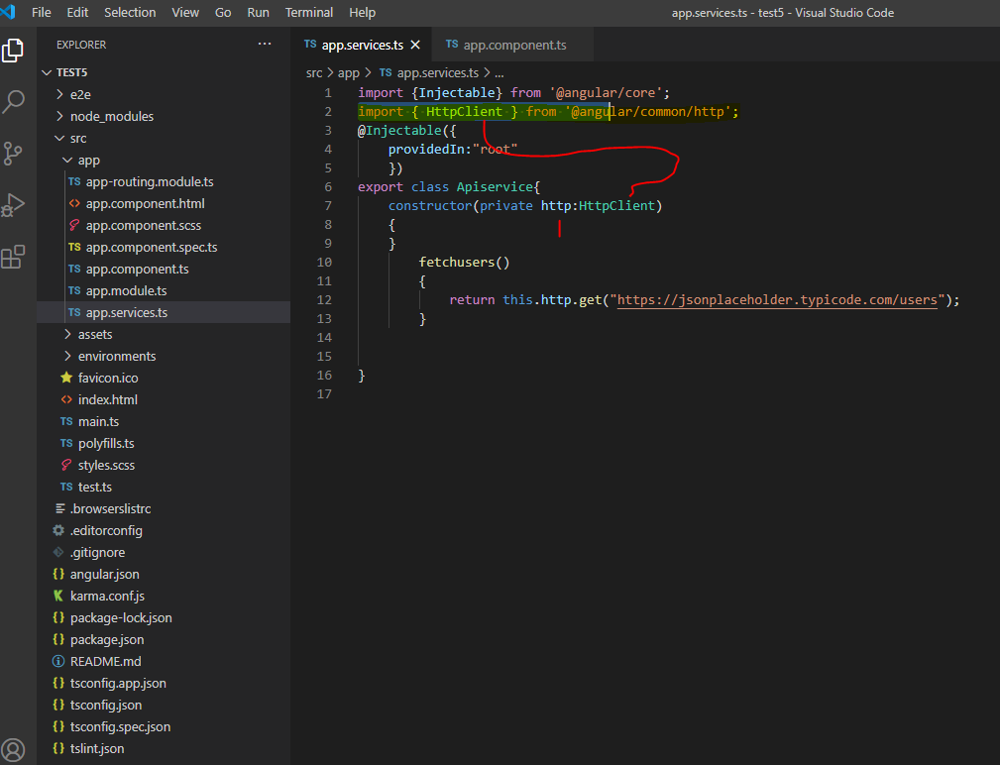 File Edit Selection View Go Run Terminal Help app.services.ts - test5 - Visual Studio Code
EXPLORER ...
TS app.services.ts × TS app.component.ts
TEST5
src > app > TS app.services.ts > ...
e2e
node_modules
src
app
TS app-routing.module.ts
<> app.component.html
app.component.scss
TS app.component.spec.ts
TS app.component.ts
TS app.module.ts
TS app.services.ts
assets
environments
favicon.ico
<> index.html
TS main.ts
TS polyfills.ts
styles.scss
TS test.ts
.browserslistrc
.editorconfig
.gitignore
{} angular.json
K karma.conf.js
{} package-lock.json
{} package.json
README.md
{} tsconfig.app.json
{} tsconfig.json
{} tsconfig.spec.json
{} tslint.json
1 import {Injectable} from '@angular/core';
2 import { HttpClient } from '@angular/common/http';
3 @Injectable({
4 providedIn:"root"
5 })
6 export class Apiservice{
7 constructor(private http:HttpClient)
8 {
9 }
10 fetchusers()
11 {
12 return this.http.get("https://jsonplaceholder.typicode.com/users");
13 }
14
15
16 }
17